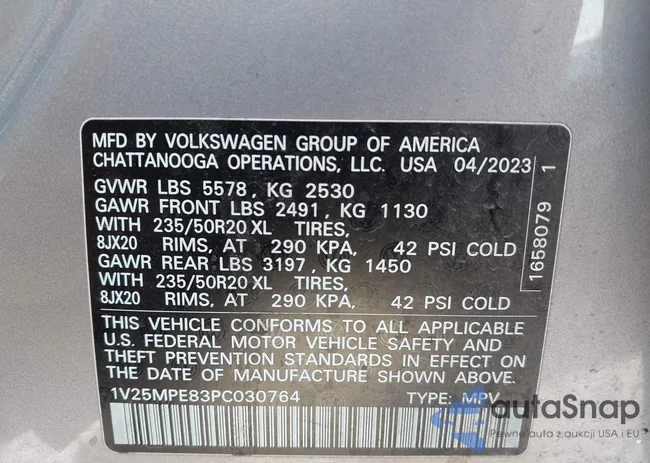 MFD BY VOLKSWAGEN GROUP OF AMERICA
CHATTANOOGA OPERATIONS, LLC. USA 04/2023
GVWR LBS 5578, KG 2530
GAWR FRONT LBS 2491, KG 1130
WITH 235/50R20 XL TIRES,
8JX20 RIMS, AT 290 KPA, 42 PSI COLD
GAWR REAR LBS 3197, KG 1450
WITH 235/50R20 XL TIRES,
8JX20 RIMS, AT 290 KPA, 42 PSI COLD
THIS VEHICLE CONFORMS TO ALL APPLICABLE
U.S. FEDERAL MOTOR VEHICLE SAFETY AND
THEFT PREVENTION STANDARDS IN EFFECT ON
THE DATE OF MANUFACTURE SHOWN ABOVE.
1V25MPE83PC030764 TYPE: MPV
1658079 1
autaSnap
Pewne auta z aukcji USA i EU